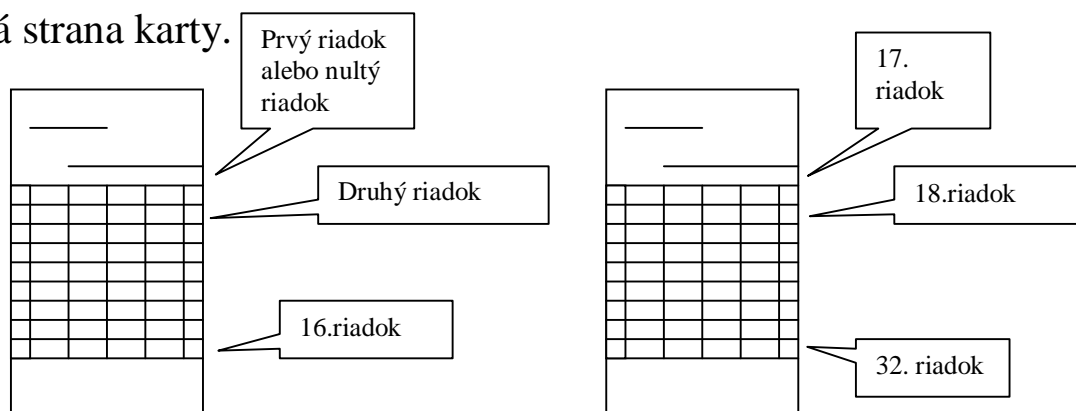 á strana karty.
Prvý riadok
alebo nultý
riadok
Druhý riadok
16.riadok
17.
riadok
18.riadok
32. riadok